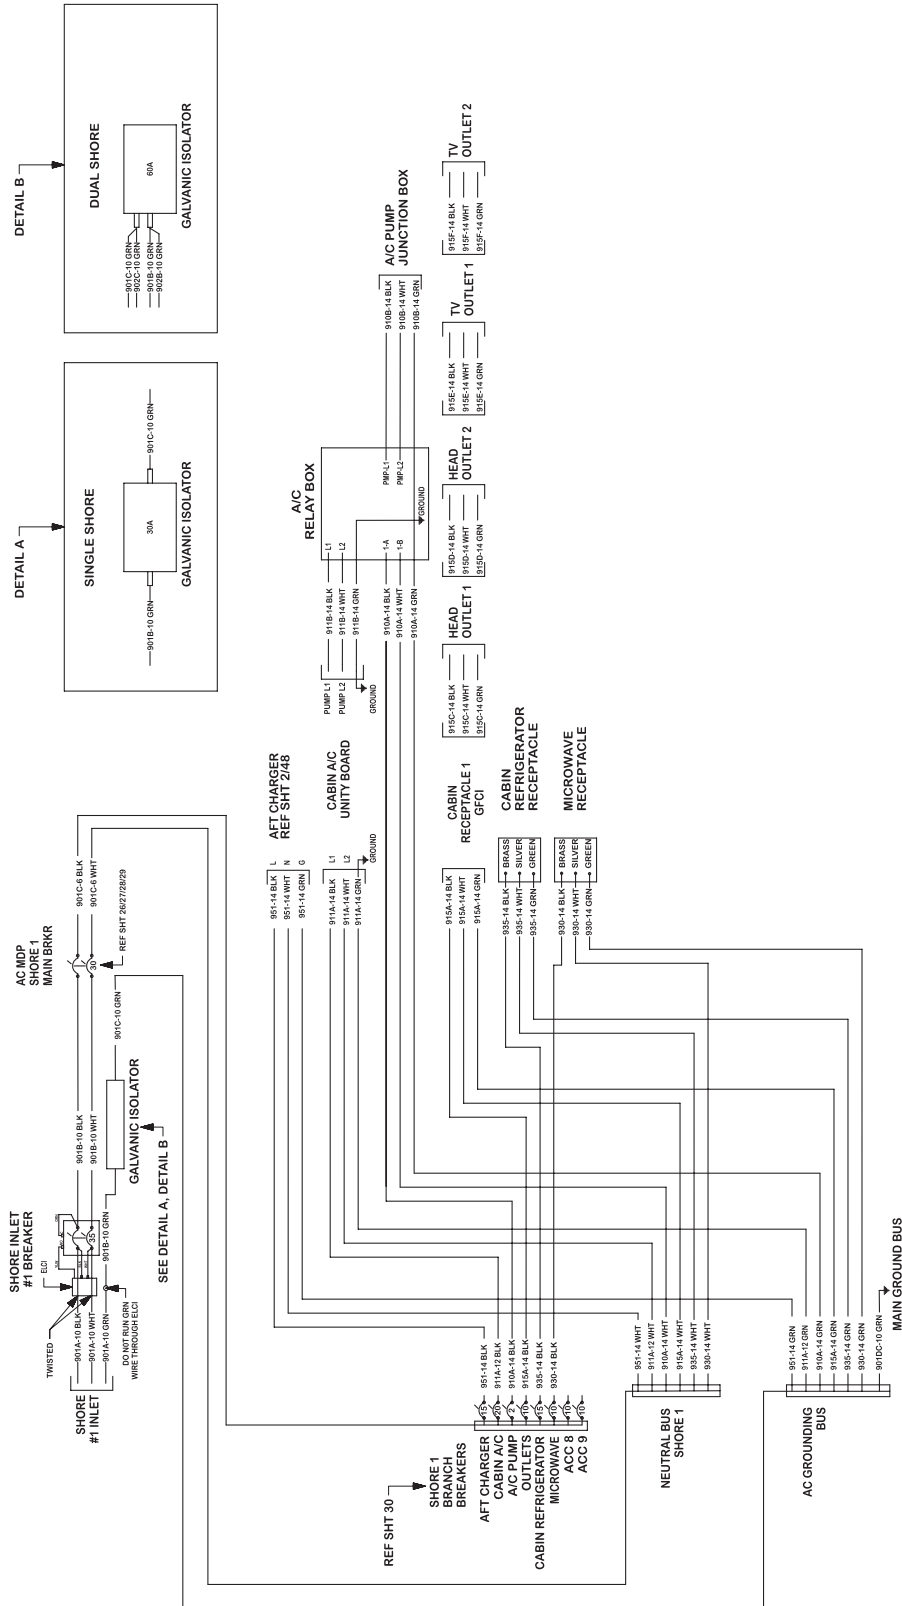 DETAIL A
SINGLE SHORE
901B-10 GRN
30A
901C-10 GRN
GALVANIC ISOLATOR
DETAIL B
DUAL SHORE
901C-10 GRN
902C-10 GRN
901B-10 GRN
902B-10 GRN
60A
GALVANIC ISOLATOR
SHORE INLET
#1 BREAKER
ELCI
TWISTED
35
SHORE
#1 INLET
901A-10 BLK
901A-10 WHT
901A-10 GRN
DO NOT RUN GRN
WIRE THROUGH ELCI
901B-10 BLK
901B-10 WHT
901B-10 GRN
GALVANIC ISOLATOR
SEE DETAIL A, DETAIL B
901C-10 GRN
AC MDP
SHORE 1
MAIN BRKR
30
REF SHT 26/27/28/29
901C-6 BLK
901C-6 WHT
AFT CHARGER
REF SHT 2/48
951-14 BLK
951-14 WHT
951-14 GRN
L
N
G
CABIN A/C
UNITY BOARD
911A-14 BLK
911A-14 WHT
911A-14 GRN
L1
L2
GROUND
PUMP L1
PUMP L2
GROUND
911B-14 BLK
911B-14 WHT
911B-14 GRN
A/C
RELAY BOX
L1
L2
1-A
1-B
PMP-L1
PMP-L2
GROUND
910A-14 BLK
910A-14 WHT
910A-14 GRN
A/C PUMP
JUNCTION BOX
910B-14 BLK
910B-14 WHT
910B-14 GRN
CABIN
RECEPTACLE 1
GFCI
915A-14 BLK
915A-14 WHT
915A-14 GRN
HEAD
OUTLET 1
915C-14 BLK
915C-14 WHT
915C-14 GRN
HEAD
OUTLET 2
915D-14 BLK
915D-14 WHT
915D-14 GRN
TV
OUTLET 1
915E-14 BLK
915E-14 WHT
915E-14 GRN
TV
OUTLET 2
915F-14 BLK
915F-14 WHT
915F-14 GRN
CABIN
REFRIGERATOR
RECEPTACLE
935-14 BLK
935-14 WHT
935-14 GRN
BRASS
SILVER
GREEN
MICROWAVE
RECEPTACLE
930-14 BLK
930-14 WHT
930-14 GRN
BRASS
SILVER
GREEN
REF SHT 30
SHORE 1
BRANCH
BREAKERS
AFT CHARGER 15 951-14 BLK
CABIN A/C 20 911A-12 BLK
A/C PUMP 2 910A-14 BLK
OUTLETS 10 915A-14 BLK
CABIN REFRIGERATOR 15 935-14 BLK
MICROWAVE 10 930-14 BLK
ACC 8 10
ACC 9 10
NEUTRAL BUS
SHORE 1
951-14 WHT
911A-12 WHT
910A-14 WHT
915A-14 WHT
935-14 WHT
930-14 WHT
AC GROUNDING
BUS
951-14 GRN
911A-12 GRN
910A-14 GRN
915A-14 GRN
935-14 GRN
930-14 GRN
901DC-10 GRN
MAIN GROUND BUS